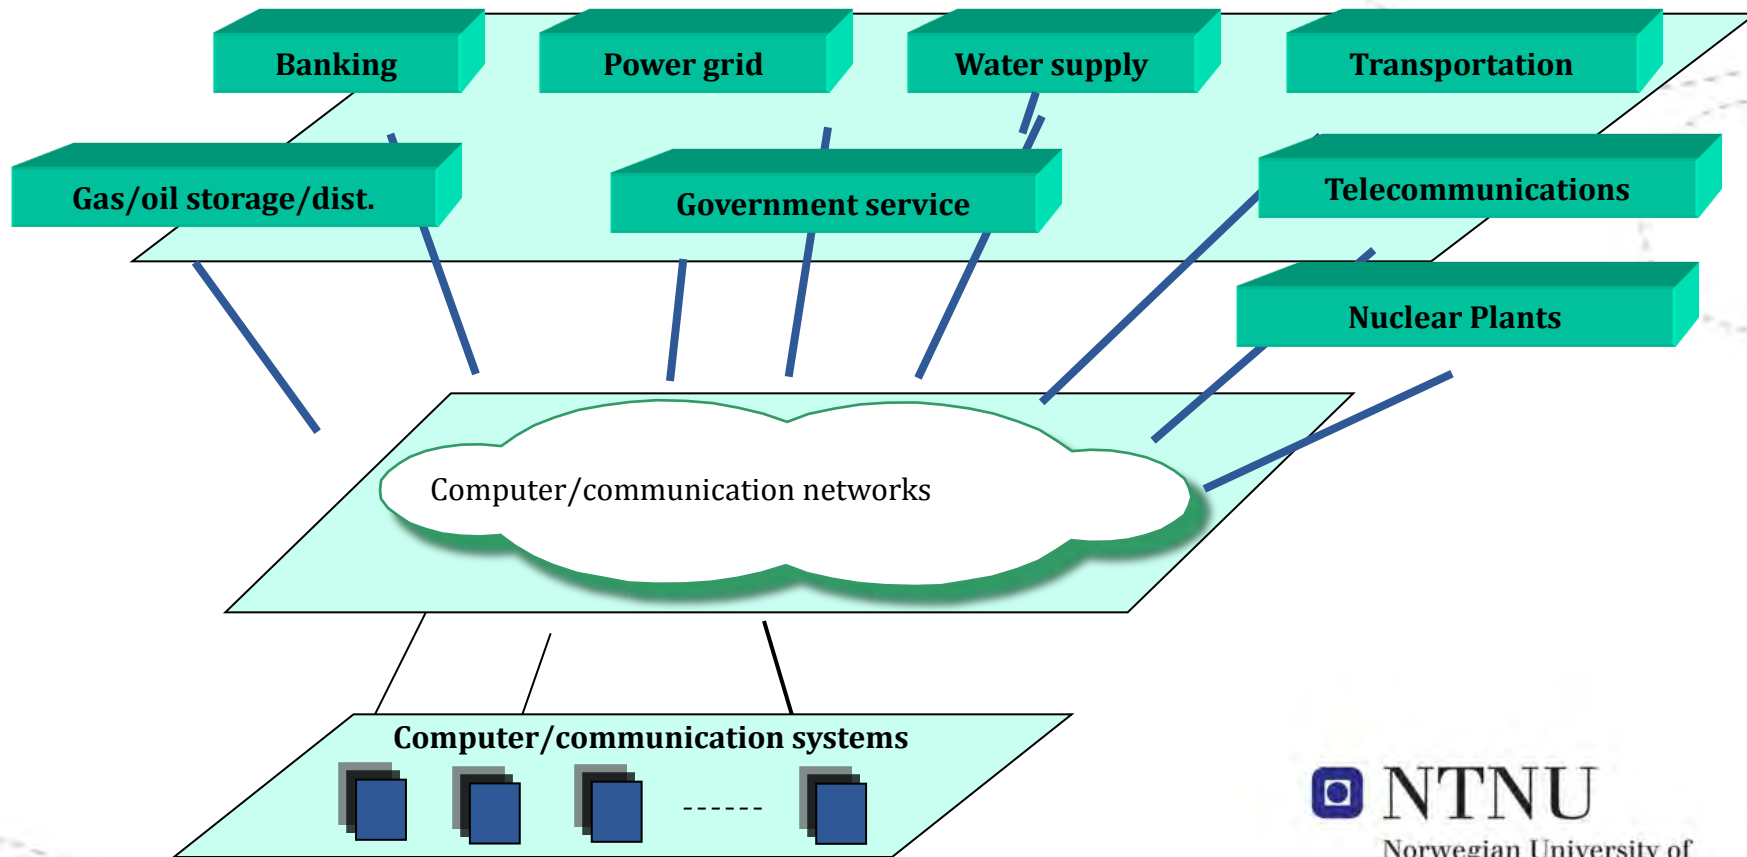 Banking
Power grid
Water supply
Transportation
Gas/oil storage/dist.
Government service
Telecommunications
Nuclear Plants
Computer/communication networks
Computer/communication systems
NTNU
Norwegian University of